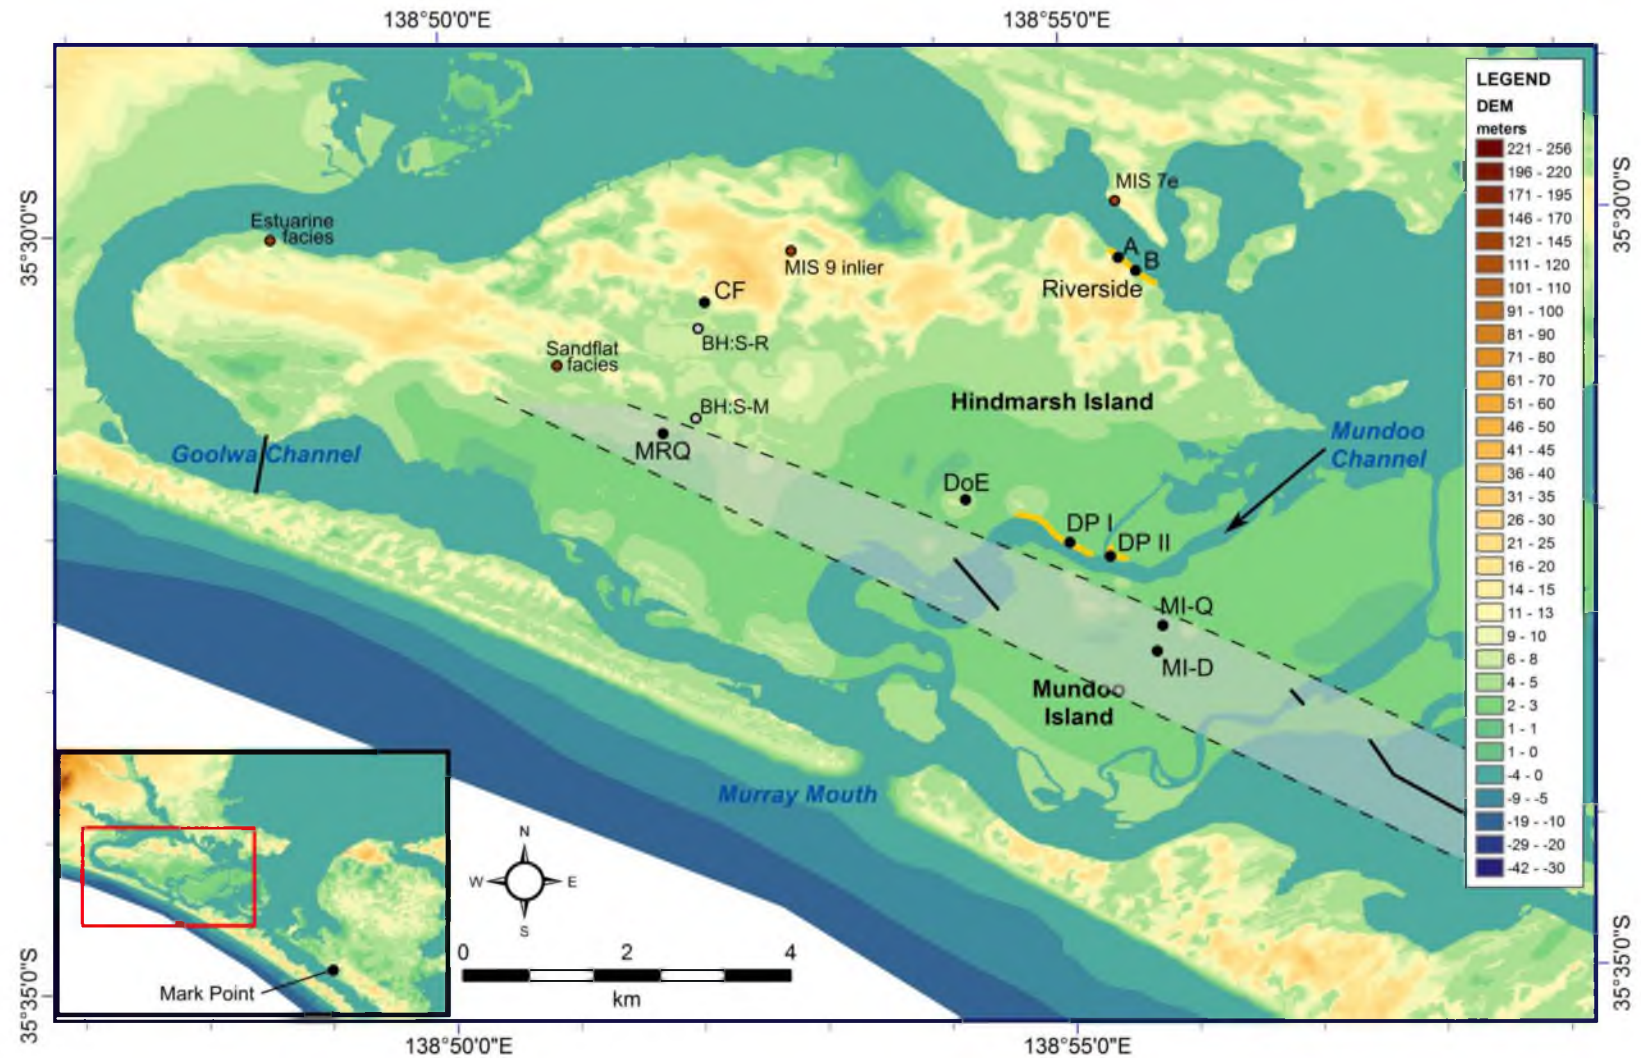 138°50'0"E
138°55'0"E
35°30'0"S
35°30'0"S
LEGEND
DEM
meters
221 - 256
196 - 220
171 - 195
146 - 170
121 - 145
111 - 120
101 - 110
91 - 100
81 - 90
71 - 80
61 - 70
51 - 60
46 - 50
41 - 45
36 - 40
31 - 35
26 - 30
21 - 25
16 - 20
14 - 15
11 - 13
9 - 10
6 - 8
4 - 5
2 - 3
1 - 1
1 - 0
-4 - 0
-9 - -5
-19 - -10
-29 - -20
-42 - -30
MIS 7e
Estuarine
facies
A
B
MIS 9 inlier
Riverside
CF
BH:S-R
Sandflat
facies
Hindmarsh Island
BH:S-M
Mundoo
Channel
MRQ
Goolwa Channel
DoE
DP I
DP II
MI-Q
MI-D
Mundoo
Island
Murray Mouth
N
W
E
S
0
2
4
km
Mark Point
35°35'0"S
35°35'0"S
138°50'0"E
138°55'0"E